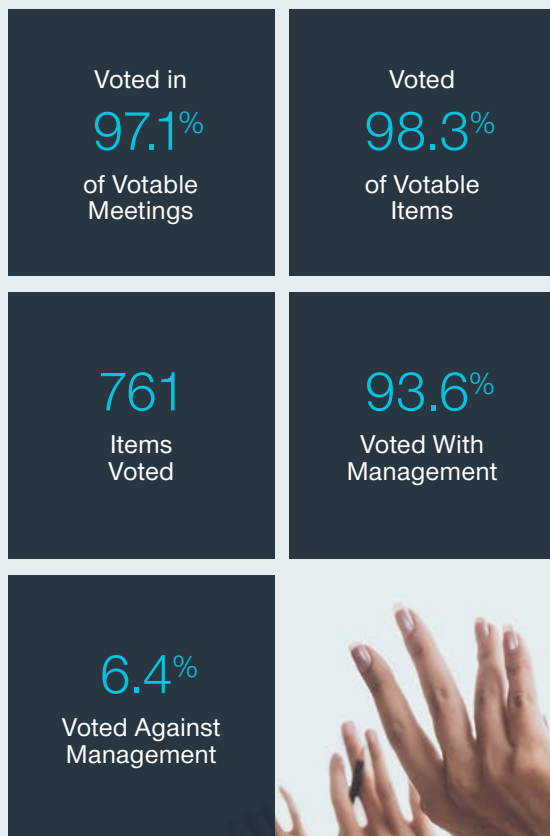 Voted in
97.1%
of Votable
Meetings
Voted
98.3%
of Votable
Items
761
Items
Voted
93.6%
Voted With
Management
6.4%
Voted Against
Management